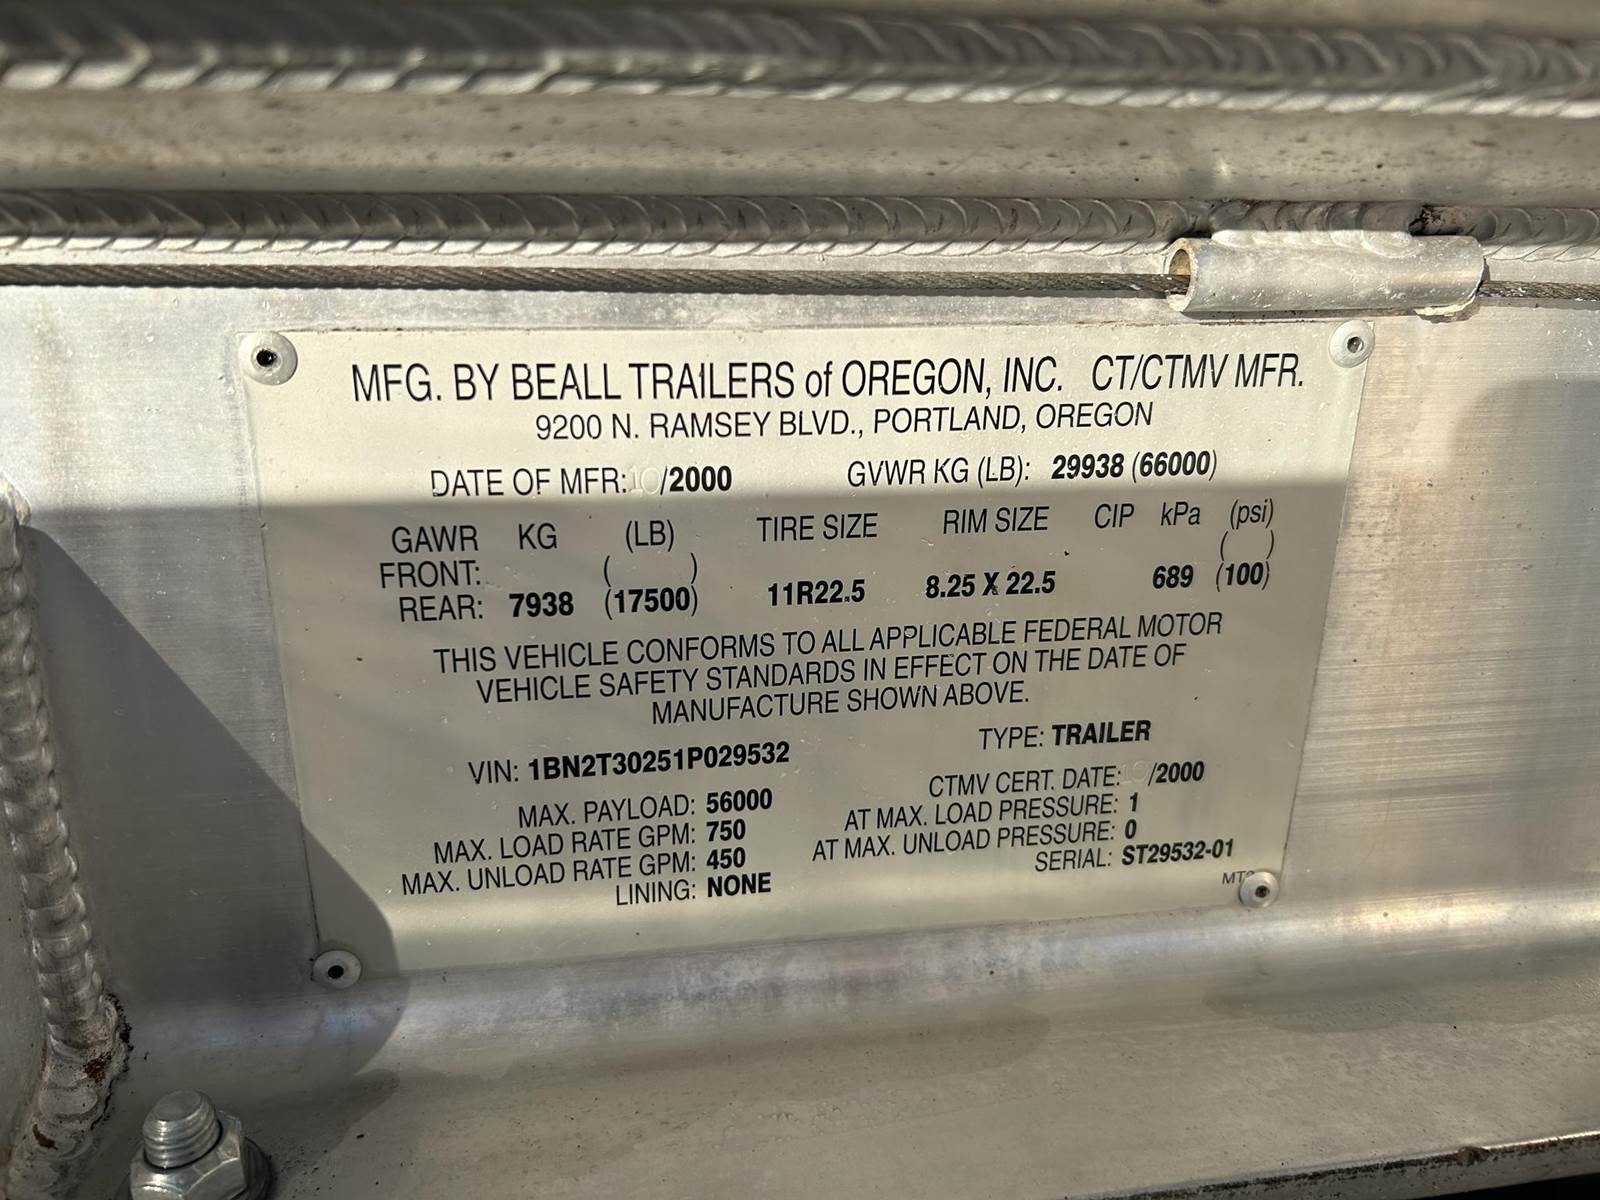 MFG. BY BEALL TRAILERS of OREGON, INC. CT/CTMV MFR.
9200 N. RAMSEY BLVD., PORTLAND, OREGON
DATE OF MFR: 10/2000 GVWR KG (LB): 29938 (66000)
GAWR KG (LB) TIRE SIZE RIM SIZE CIP kPa (psi)
FRONT: ( ) ( )
REAR: 7938 (17500) 11R22.5 8.25 X 22.5 689 (100)
THIS VEHICLE CONFORMS TO ALL APPLICABLE FEDERAL MOTOR
VEHICLE SAFETY STANDARDS IN EFFECT ON THE DATE OF
MANUFACTURE SHOWN ABOVE.
VIN: 1BN2T30251P029532 TYPE: TRAILER
MAX. PAYLOAD: 56000 CTMV CERT. DATE: /2000
MAX. LOAD RATE GPM: 750 AT MAX. LOAD PRESSURE: 1
MAX. UNLOAD RATE GPM: 450 AT MAX. UNLOAD PRESSURE: 0
LINING: NONE SERIAL: ST29532-01